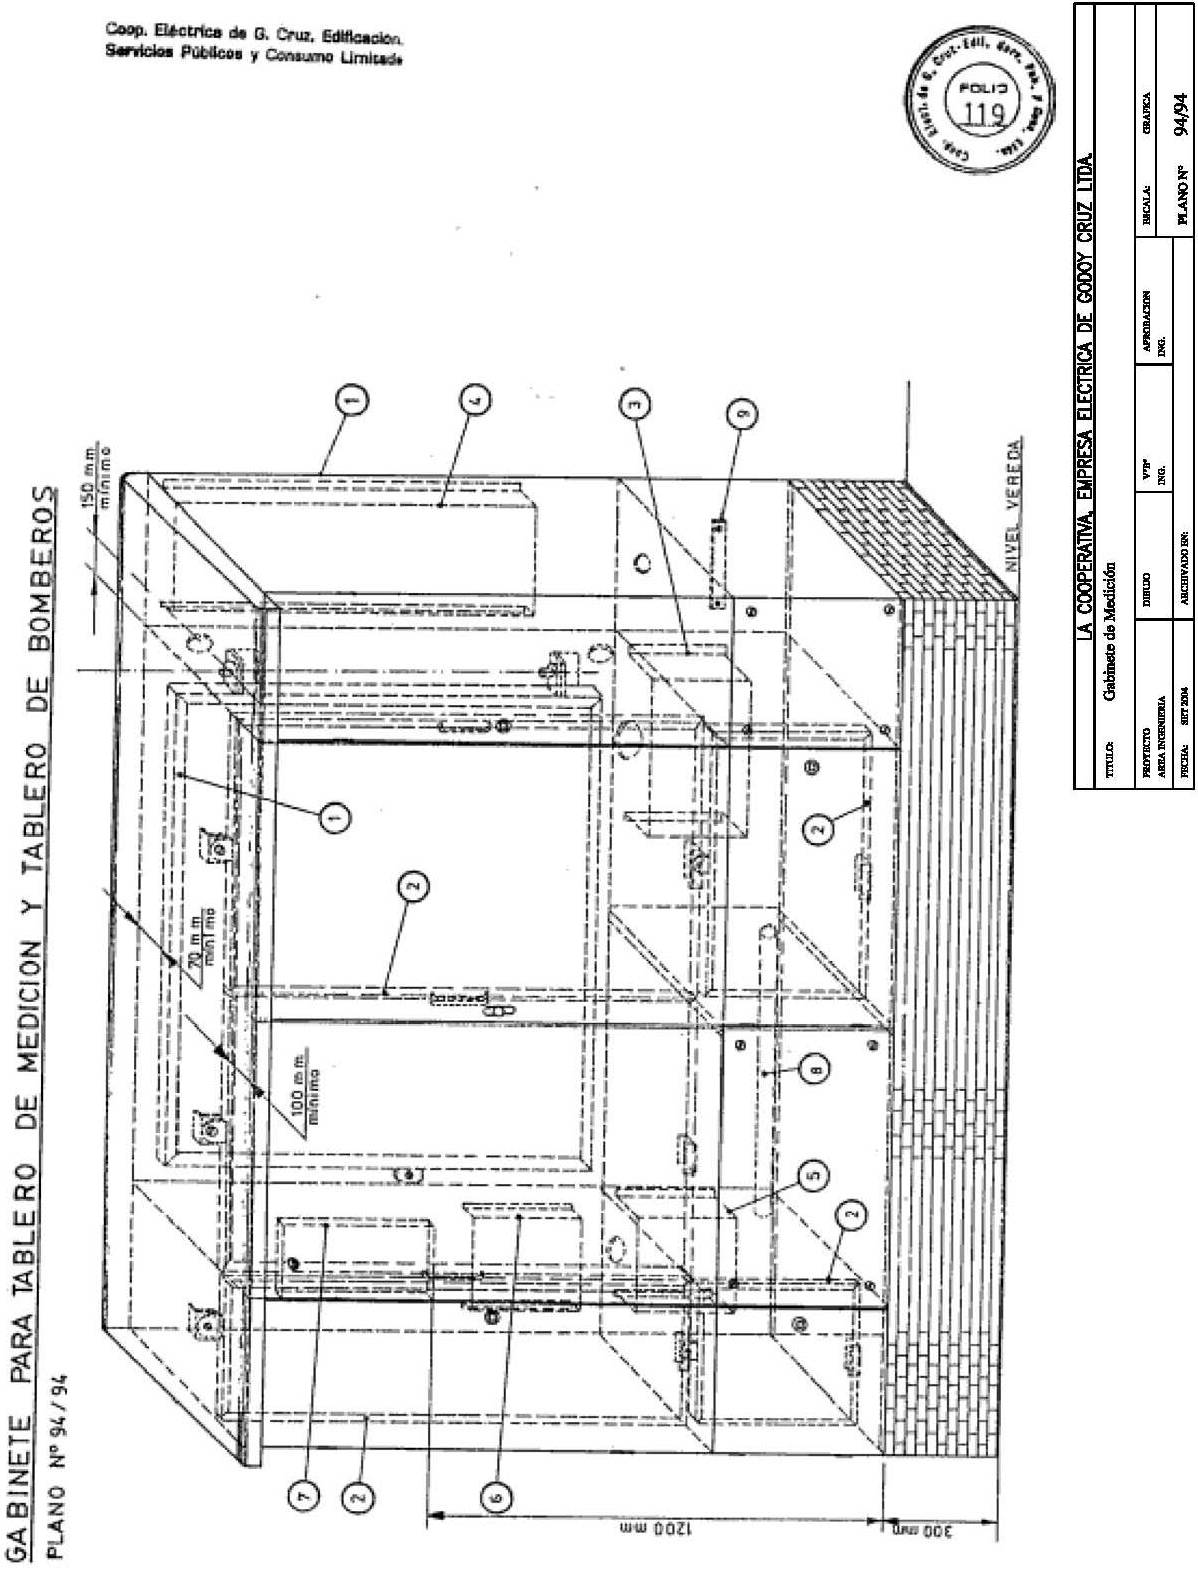 GABINETE PARA TABLERO DE MEDICION Y TABLERO DE BOMBEROS
PLANO Nº 94/94
Coop. Eléctrica de G. Cruz. Edificación.
Servicios Públicos y Consumo Limitada
150 mm
mínimo
70 mm
mínimo
100 mm
mínimo
1
1
4
3
9
2
2
8
5
2
7
2
6
1200 mm
300 mm
NIVEL VEREDA
FOLIO
119
LA COOPERATIVA, EMPRESA ELECTRICA DE GODOY CRUZ LTDA.
TITULO: Gabinete de Medición
PROYECTO
AREA INGENIERIA
DIBUJO
VºBº
ING.
APROBACION
ING.
ESCALA: GRAFICA
FECHA: SET 2004
ARCHIVADO EN:
PLANO Nº 94/94